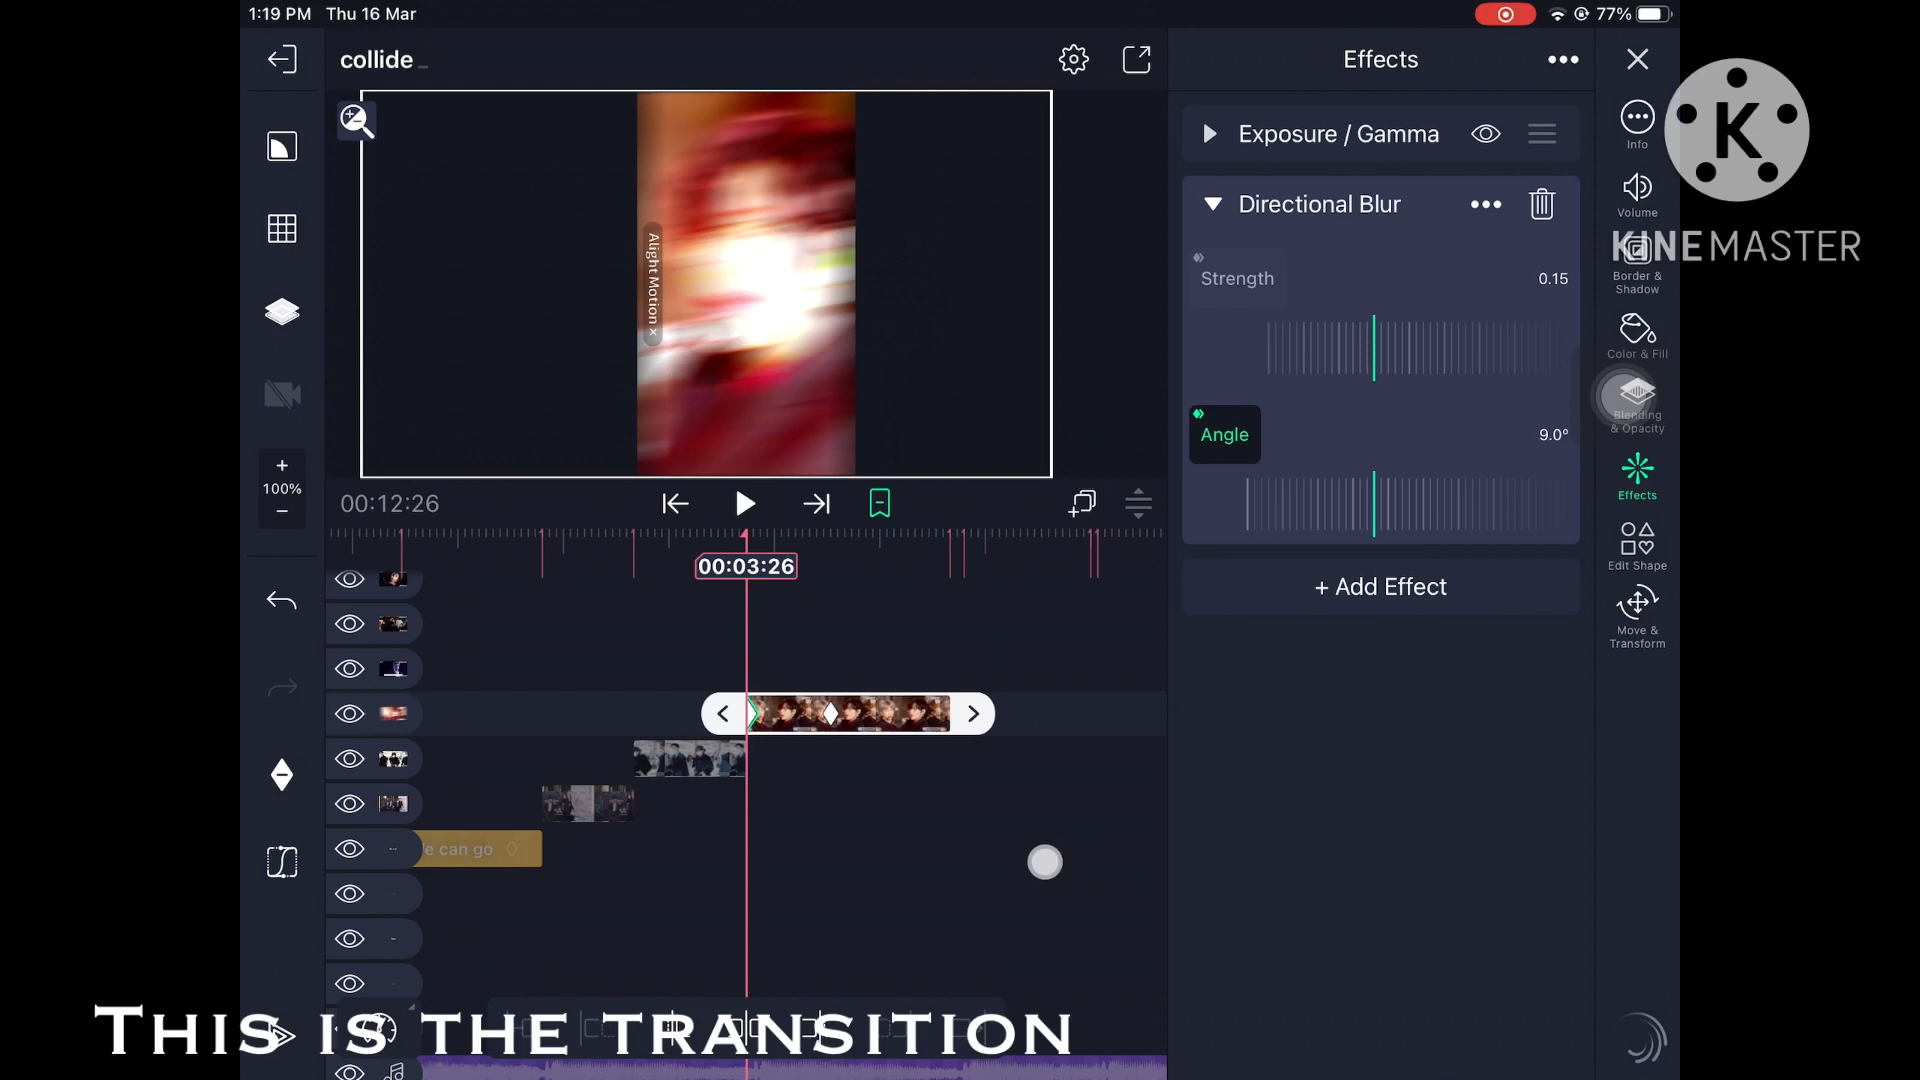 1:19 PM Thu 16 Mar
77%
collide
Effects
Info
Volume
Border &
Shadow
Color & Fill
Blending
& Opacity
Effects
Edit Shape
Move &
Transform
K
KINEMASTER
Exposure / Gamma
Directional Blur
Strength
0.15
Angle
9.0°
+ Add Effect
Alight Motion ×
+
100%
−
00:12:26
00:03:26
e can go
THIS IS THE TRANSITION